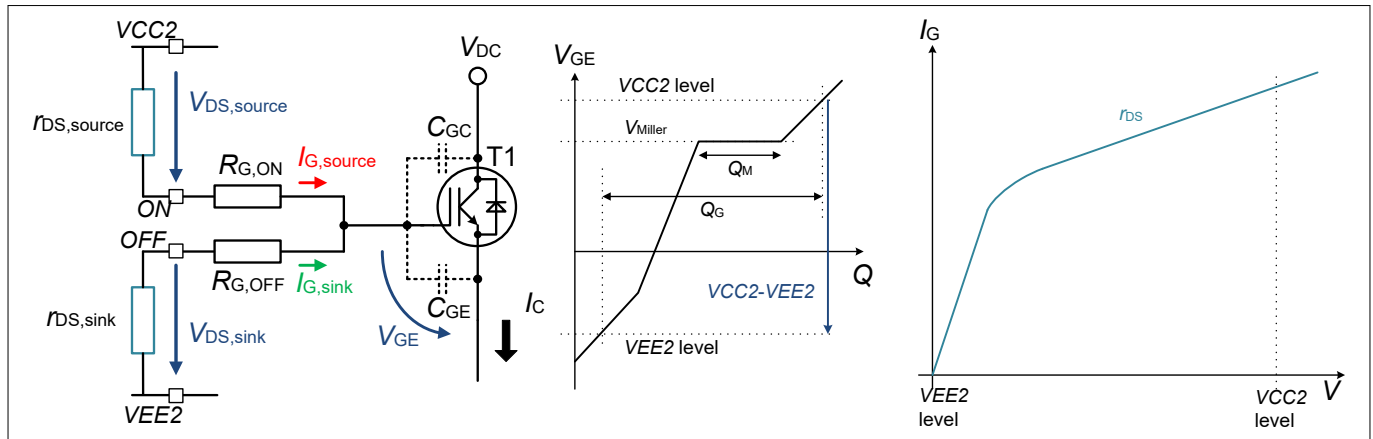 VCC2
VDS,source
rDS,source
RG,ON
IG,source
ON
OFF
RG,OFF
IG,sink
rDS,sink
VDS,sink
VEE2
VDC
CGC
T1
CGE
VGE
IC
VGE
VCC2 level
VMiller
QM
QG
Q
VCC2-VEE2
VEE2 level
IG
rDS
VEE2
level
VCC2
level
V